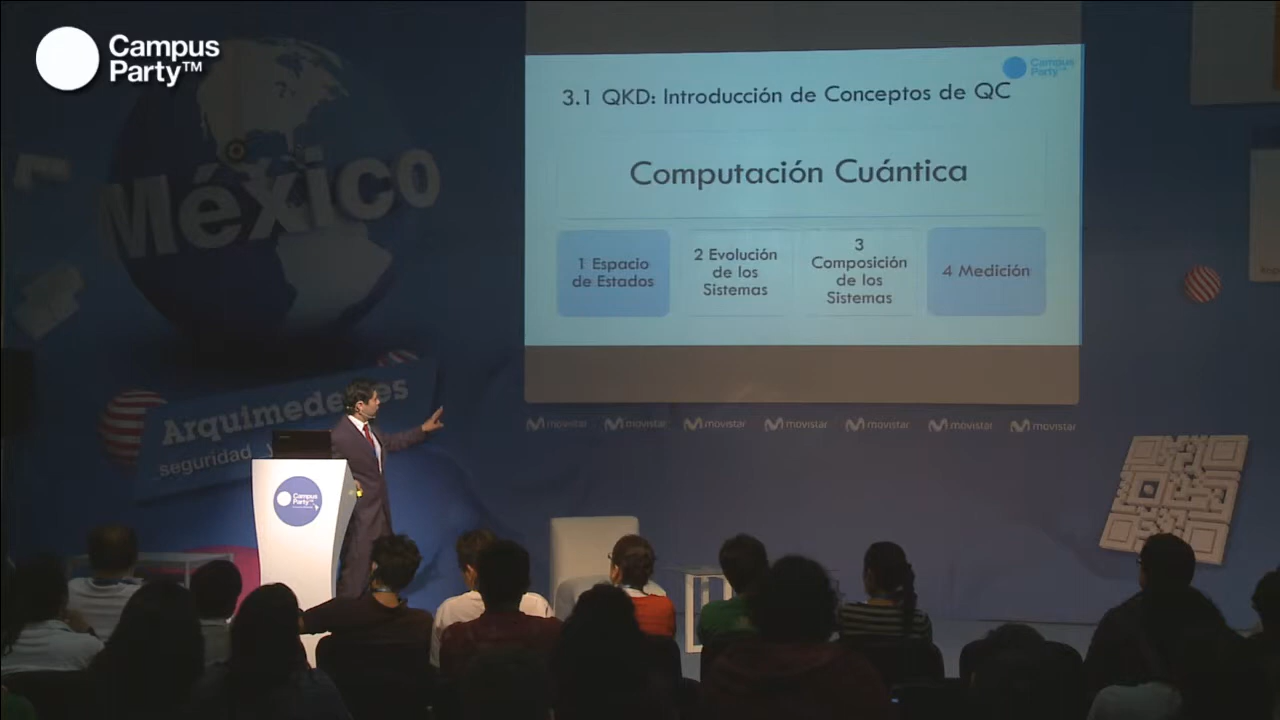 Campus
Party™
México
Arquimedes
seguridad y
Campus
Party™
Campus
Party™
3.1 QKD: Introducción de Conceptos de QC
Computación Cuántica
1 Espacio
de Estados
2 Evolución
de los
Sistemas
3
Composición
de los
Sistemas
4 Medición
movistar movistar movistar movistar movistar movistar movistar